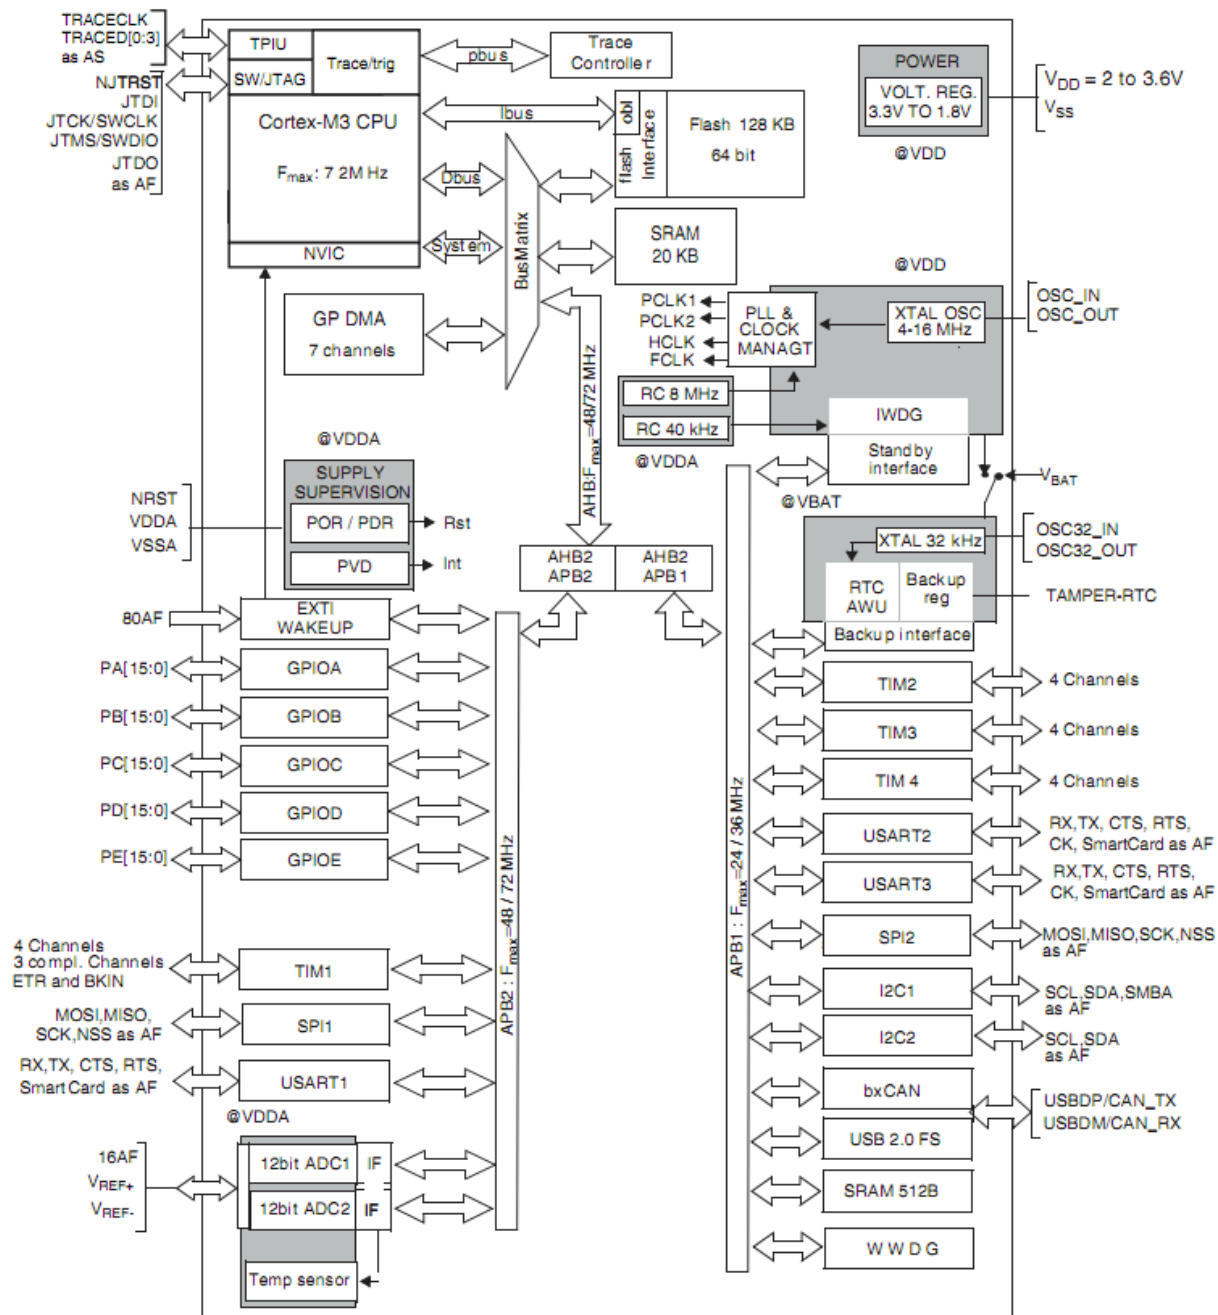 TRACECLK
TRACED[0:3]
as AS
NJTRST
JTDI
JTCK/SWCLK
JTMS/SWDIO
JTDO
as AF
TPIU
SW/JTAG
Trace/trig
Cortex-M3 CPU
Fmax: 7 2M Hz
NVIC
pbus
Trace
Controller
Ibus
Dbus
System
BusMatrix
flash obl
Interface
Flash 128 KB
64 bit
SRAM
20 KB
POWER
VOLT. REG.
3.3V TO 1.8V
@VDD
VDD = 2 to 3.6V
VSS
GP DMA
7 channels
AHB:Fmax=48/72 MHz
@VDD
PCLK1
PCLK2
HCLK
FCLK
PLL &
CLOCK
MANAGT
XTAL OSC
4-16 MHz
OSC_IN
OSC_OUT
RC 8 MHz
RC 40 kHz
@VDDA
IWDG
Standby
interface
@VBAT
VBAT
@VDDA
SUPPLY
SUPERVISION
POR / PDR
Rst
PVD
Int
NRST
VDDA
VSSA
AHB2
APB2
AHB2
APB1
XTAL 32 kHz
OSC32_IN
OSC32_OUT
RTC
AWU
Backup
reg
TAMPER-RTC
Backup interface
80AF
EXTI
WAKEUP
PA[15:0]
GPIOA
PB[15:0]
GPIOB
PC[15:0]
GPIOC
PD[15:0]
GPIOD
PE[15:0]
GPIOE
4 Channels
3 compl. Channels
ETR and BKIN
TIM1
MOSI,MISO,
SCK,NSS as AF
SPI1
RX,TX, CTS, RTS,
SmartCard as AF
USART1
@VDDA
16AF
VREF+
VREF-
12bit ADC1
IF
12bit ADC2
IF
Temp sensor
APB2 : Fmax=48 / 72 MHz
APB1 : Fmax=24 / 36 MHz
TIM2
4 Channels
TIM3
4 Channels
TIM 4
4 Channels
USART2
RX,TX, CTS, RTS,
CK, SmartCard as AF
USART3
RX,TX, CTS, RTS,
CK, SmartCard as AF
SPI2
MOSI,MISO,SCK,NSS
as AF
I2C1
SCL,SDA,SMBA
as AF
I2C2
SCL,SDA
as AF
bxCAN
USBDP/CAN_TX
USBDM/CAN_RX
USB 2.0 FS
SRAM 512B
W W D G